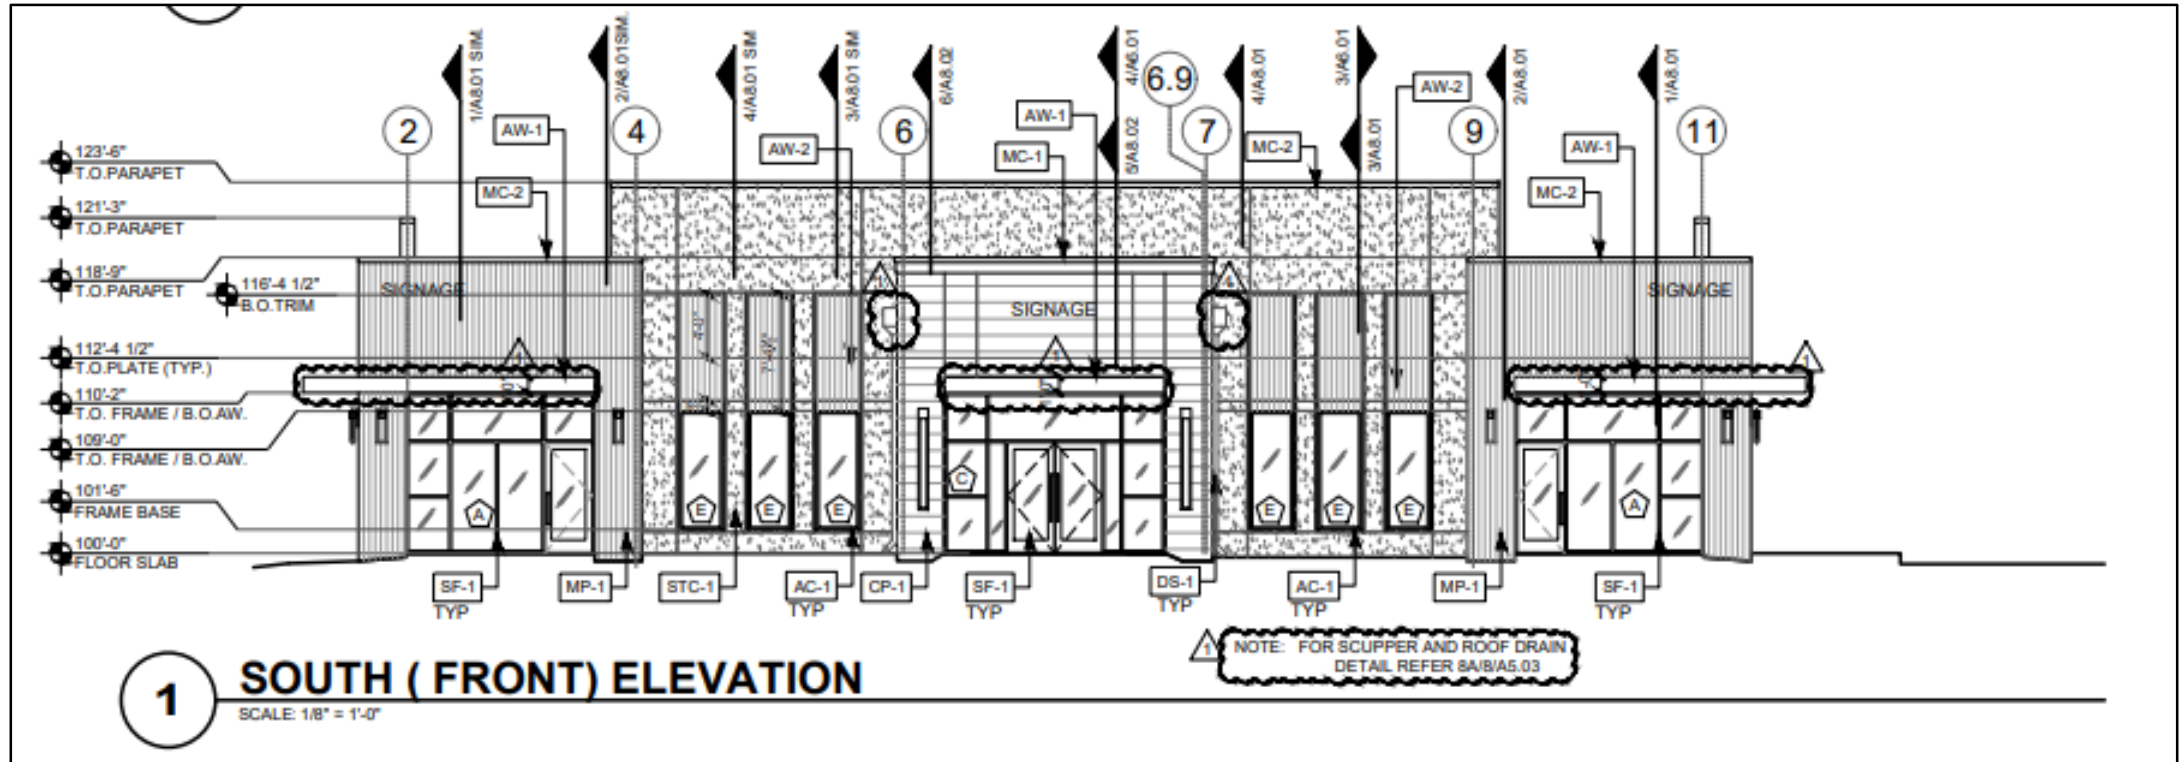 1/A8.01 SIM.
2/A8.01SIM.
4/A8.01 SIM
3/A8.01 SIM
6/A8.02
4/A6.01
5/A8.02
4/A8.01
3/A6.01
3/A8.01
2/A8.01
1/A8.01
2
4
6
6.9
7
9
11
AW-1
AW-2
AW-1
AW-2
AW-1
MC-2
MC-1
MC-2
MC-2
123'-6"
T.O.PARAPET
121'-3"
T.O.PARAPET
118'-9"
T.O.PARAPET
116'-4 1/2"
B.O.TRIM
112'-4 1/2"
T.O.PLATE (TYP.)
110'-2"
T.O. FRAME / B.O.AW.
109'-0"
T.O. FRAME / B.O.AW.
101'-6"
FRAME BASE
100'-0"
FLOOR SLAB
SIGNAGE
SIGNAGE
SIGNAGE
4'-0"
1
1
1
A
E
E
E
C
E
E
E
A
SF-1
TYP
MP-1
STC-1
AC-1
TYP
CP-1
SF-1
TYP
DS-1
TYP
AC-1
TYP
MP-1
SF-1
TYP
1
NOTE: FOR SCUPPER AND ROOF DRAIN
DETAIL REFER 8A/8/A5.03
1
SOUTH ( FRONT) ELEVATION
SCALE: 1/8" = 1'-0"